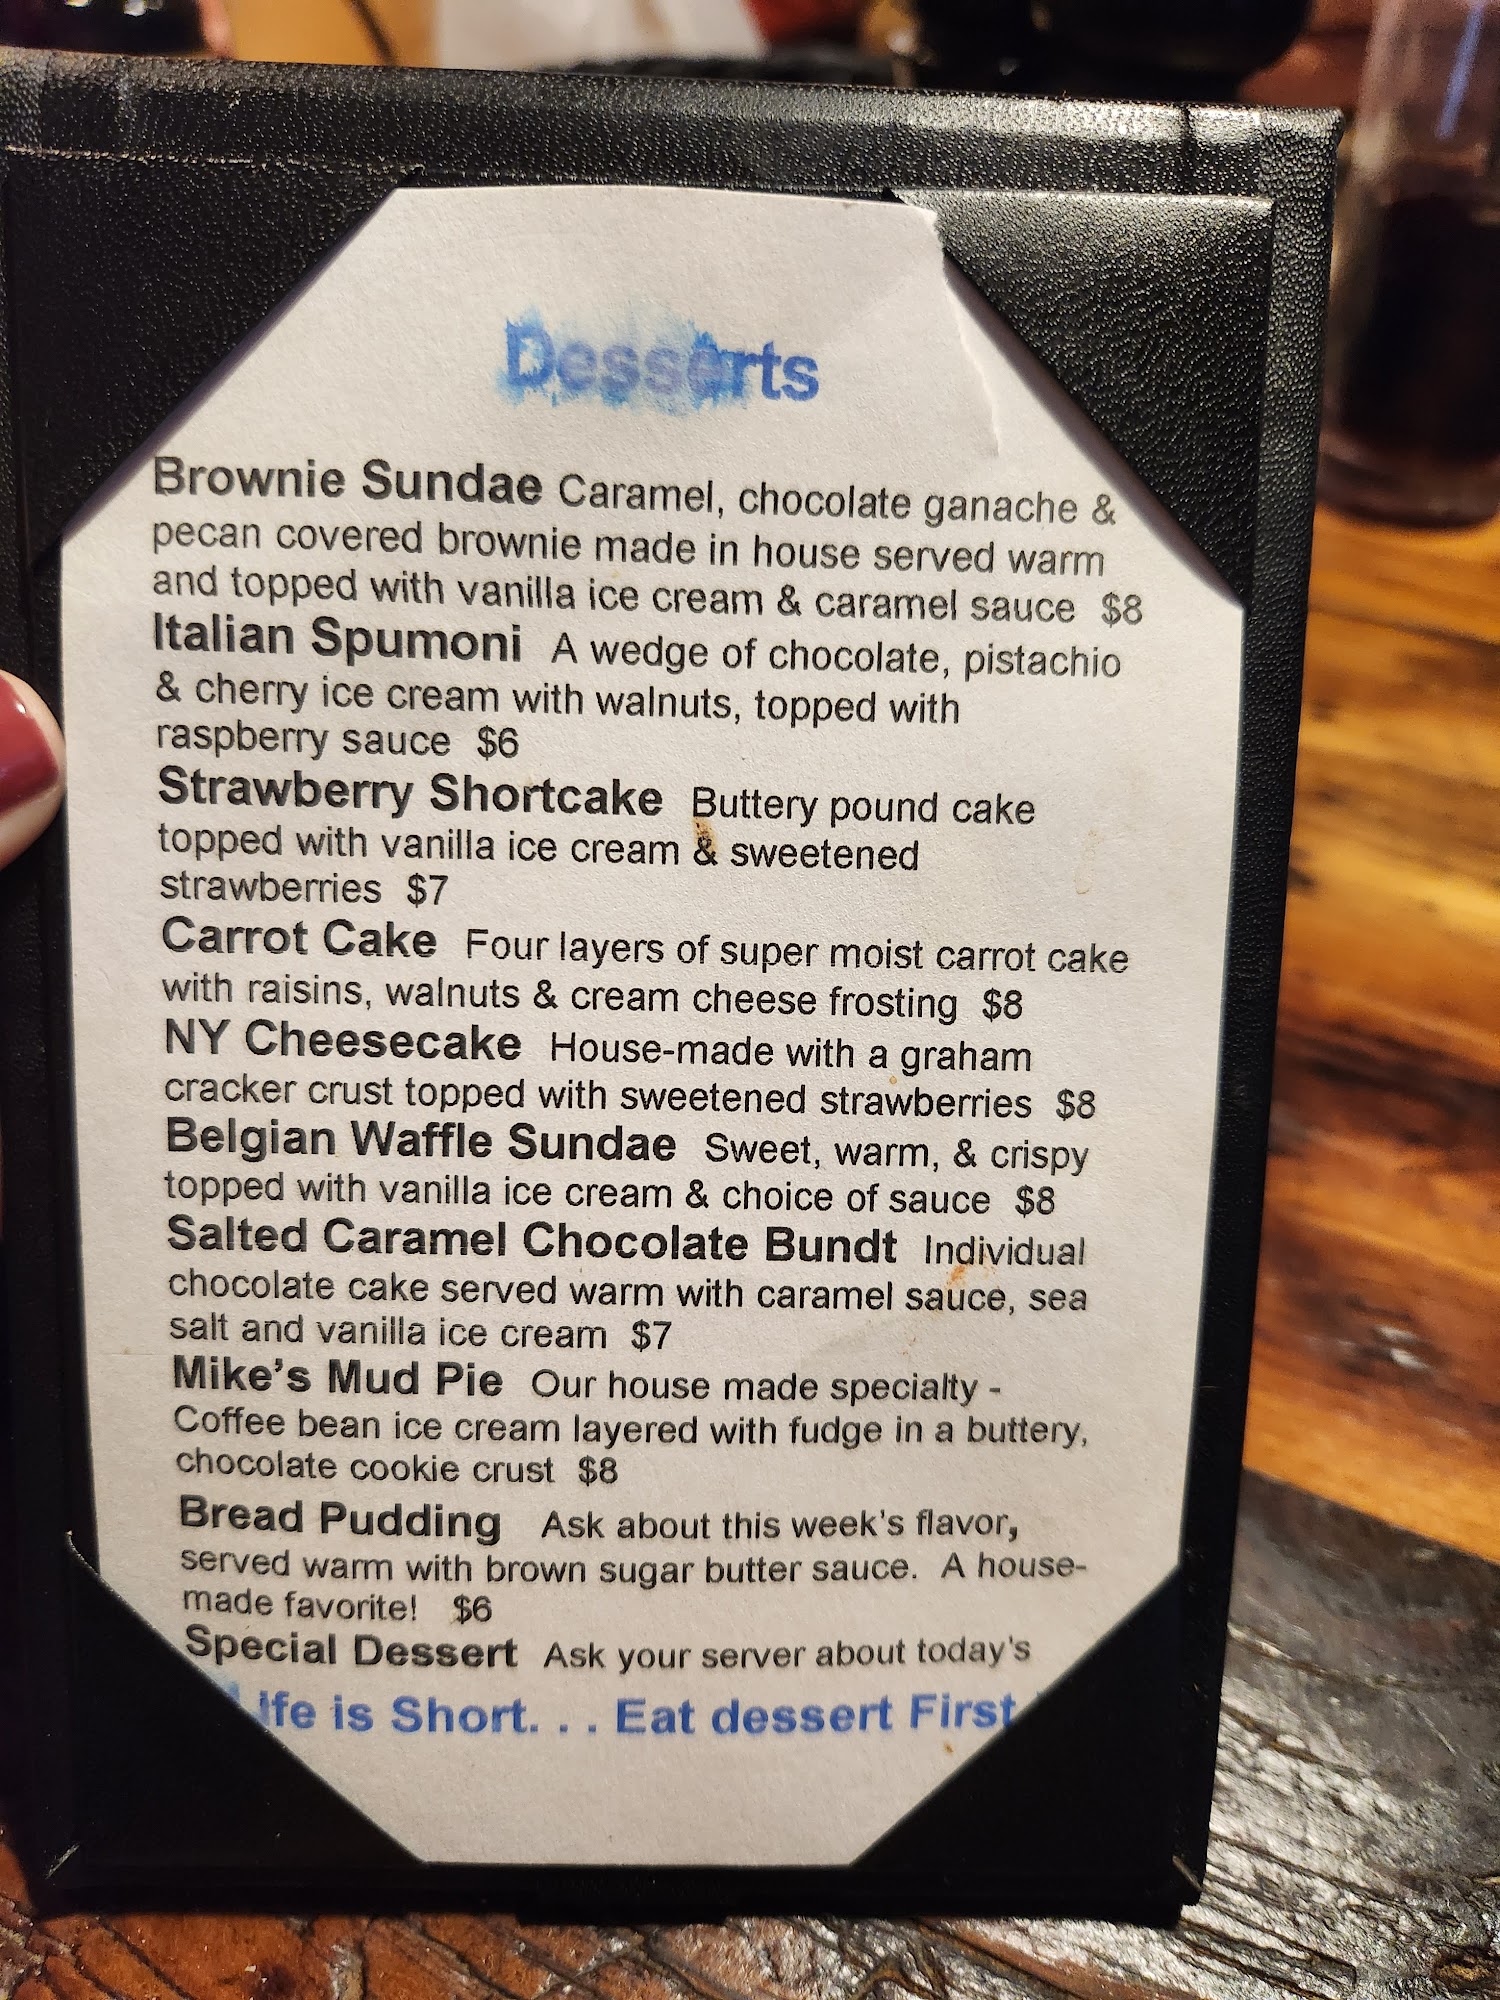 Desserts
Brownie Sundae Caramel, chocolate ganache &
pecan covered brownie made in house served warm
and topped with vanilla ice cream & caramel sauce $8
Italian Spumoni A wedge of chocolate, pistachio
& cherry ice cream with walnuts, topped with
raspberry sauce $6
Strawberry Shortcake Buttery pound cake
topped with vanilla ice cream & sweetened
strawberries $7
Carrot Cake Four layers of super moist carrot cake
with raisins, walnuts & cream cheese frosting $8
NY Cheesecake House-made with a graham
cracker crust topped with sweetened strawberries $8
Belgian Waffle Sundae Sweet, warm, & crispy
topped with vanilla ice cream & choice of sauce $8
Salted Caramel Chocolate Bundt Individual
chocolate cake served warm with caramel sauce, sea
salt and vanilla ice cream $7
Mike's Mud Pie Our house made specialty -
Coffee bean ice cream layered with fudge in a buttery,
chocolate cookie crust $8
Bread Pudding Ask about this week's flavor,
served warm with brown sugar butter sauce. A house-
made favorite! $6
Special Dessert Ask your server about today's
Life is Short. . . Eat dessert First